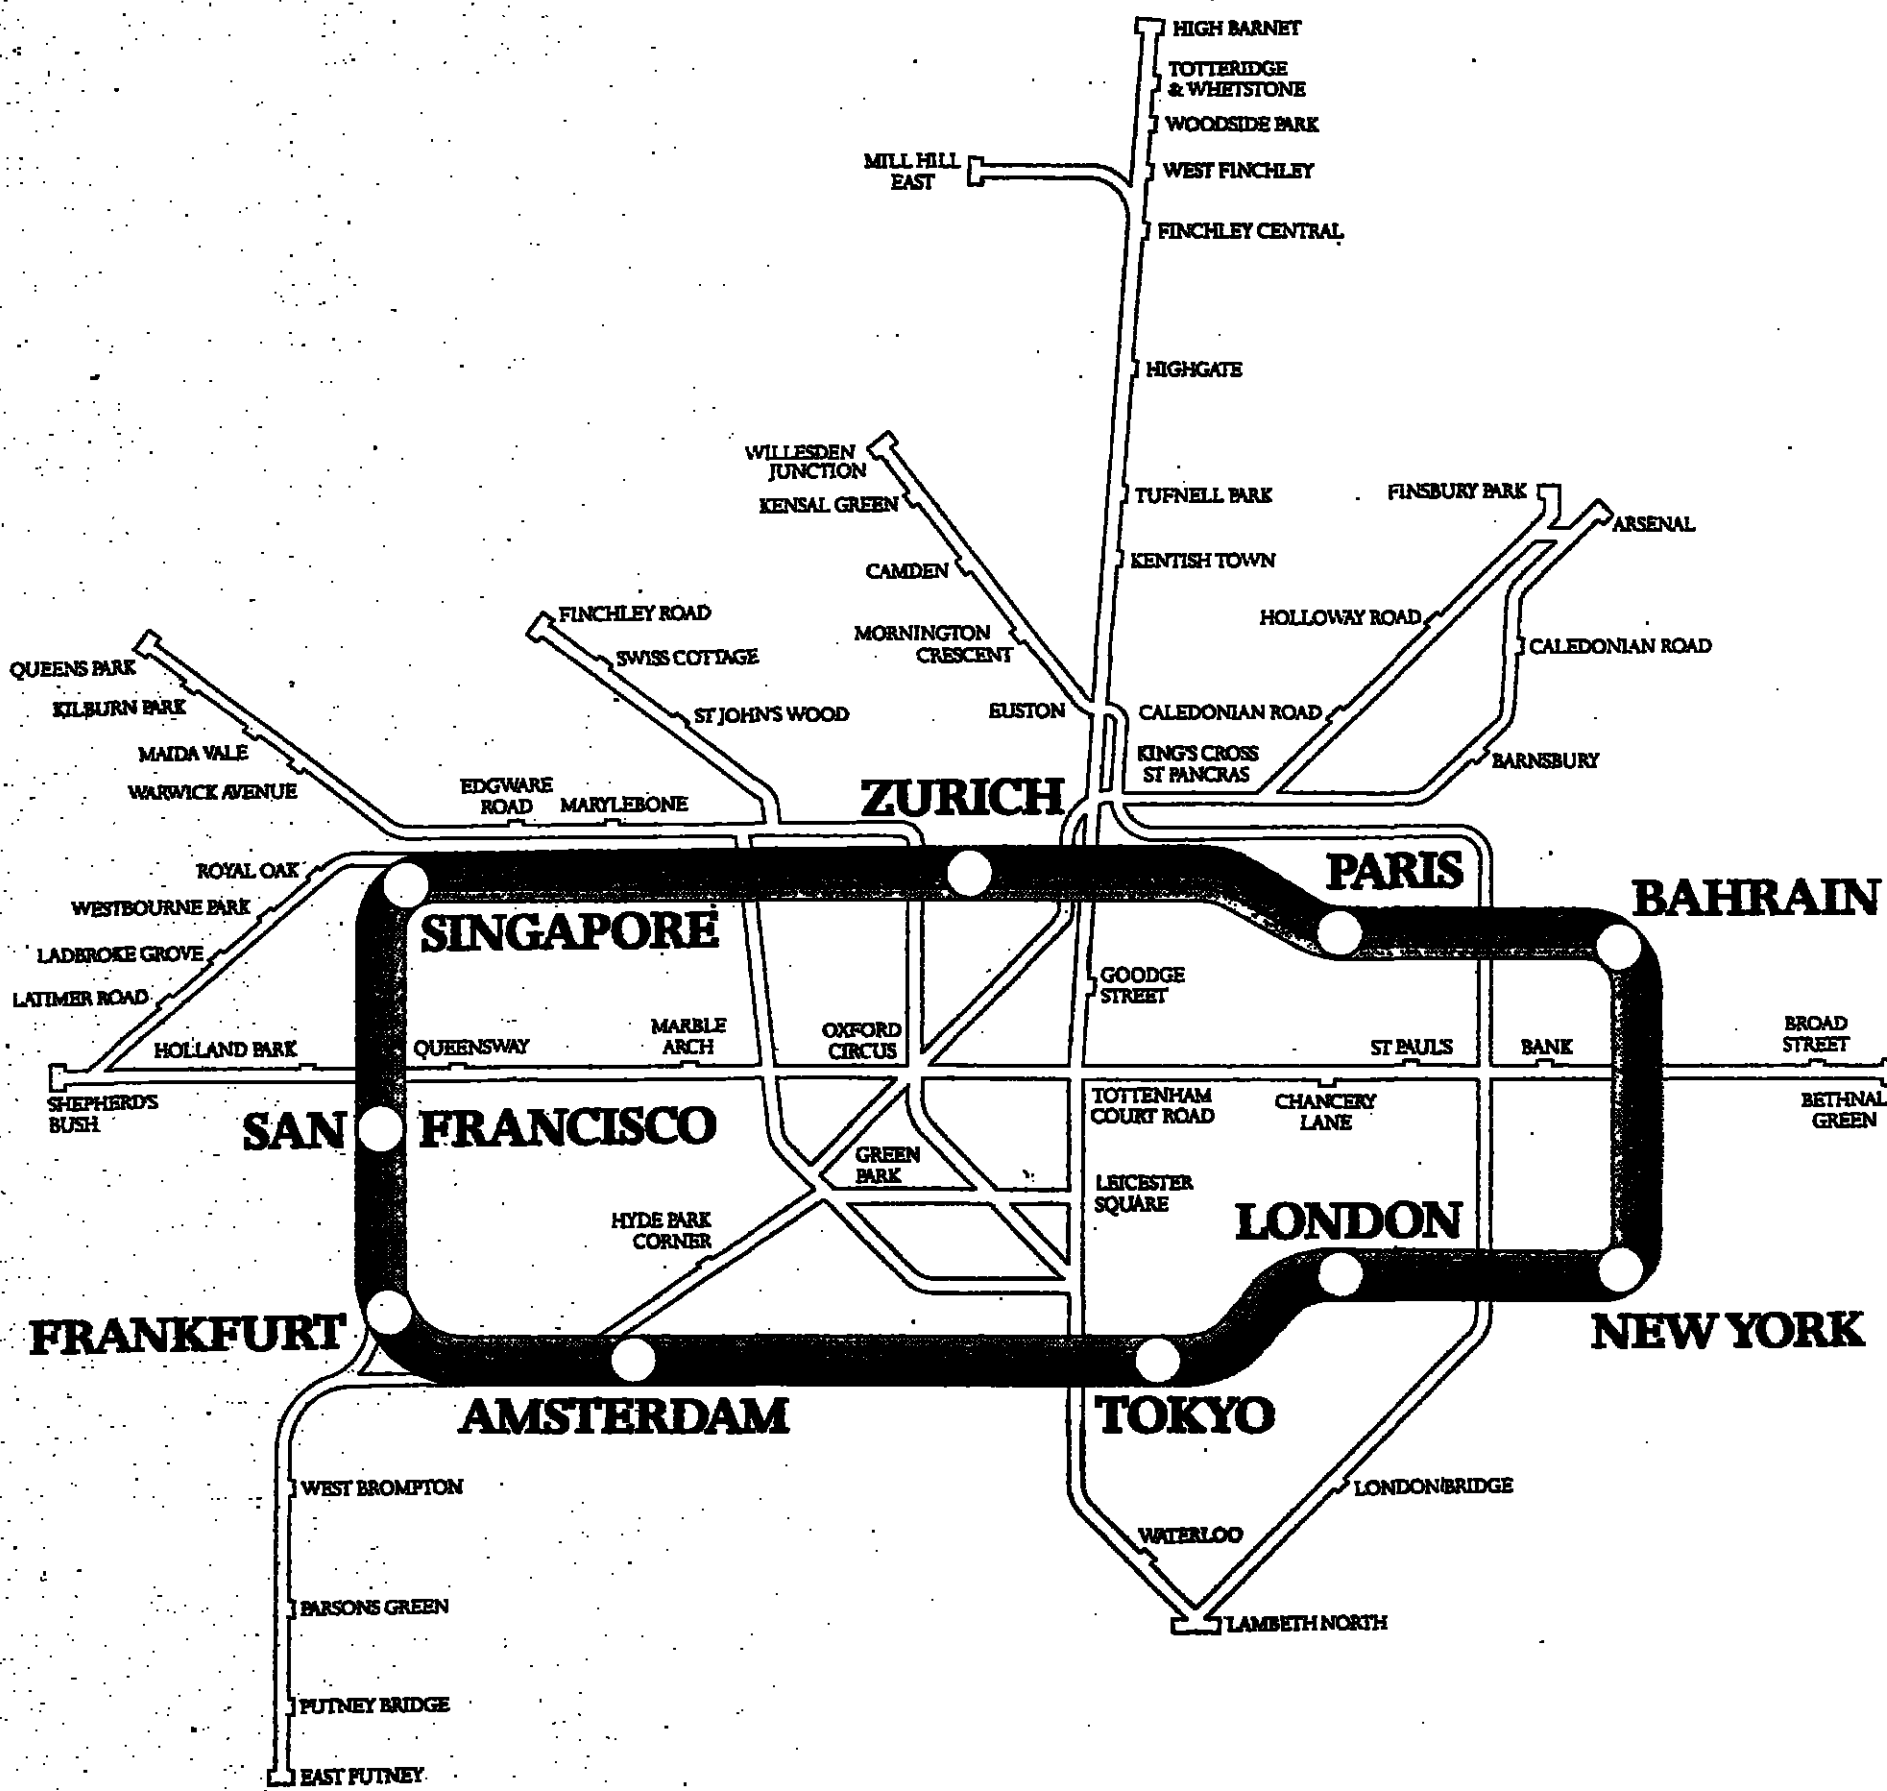 HIGH BARNET
TOTTERIDGE
& WHETSTONE
WOODSIDE PARK
MILL HILL
EAST
WEST FINCHLEY
FINCHLEY CENTRAL
HIGHGATE
WILLESDEN
JUNCTION
KENSAL GREEN
TUFNELL PARK
FINSBURY PARK
ARSENAL
CAMDEN
KENTISH TOWN
FINCHLEY ROAD
HOLLOWAY ROAD
MORNINGTON
CRESCENT
CALEDONIAN ROAD
SWISS COTTAGE
QUEENS PARK
KILBURN PARK
ST JOHN'S WOOD
EUSTON
CALEDONIAN ROAD
MAIDA VALE
KING'S CROSS
ST PANCRAS
BARNSBURY
WARWICK AVENUE
EDGWARE
ROAD
MARYLEBONE
ZURICH
ROYAL OAK
PARIS
BAHRAIN
WESTBOURNE PARK
SINGAPORE
LADBROKE GROVE
LATIMER ROAD
GOODGE
STREET
HOLLAND PARK
QUEENSWAY
MARBLE
ARCH
OXFORD
CIRCUS
ST PAUL'S
BANK
BROAD
STREET
SHEPHERD'S
BUSH
TOTTENHAM
COURT ROAD
CHANCERY
LANE
BETHNAL
GREEN
SAN FRANCISCO
GREEN
PARK
LEICESTER
SQUARE
HYDE PARK
CORNER
LONDON
FRANKFURT
NEW YORK
AMSTERDAM
TOKYO
WEST BROMPTON
LONDON BRIDGE
WATERLOO
PARSONS GREEN
LAMBETH NORTH
PUTNEY BRIDGE
EAST PUTNEY